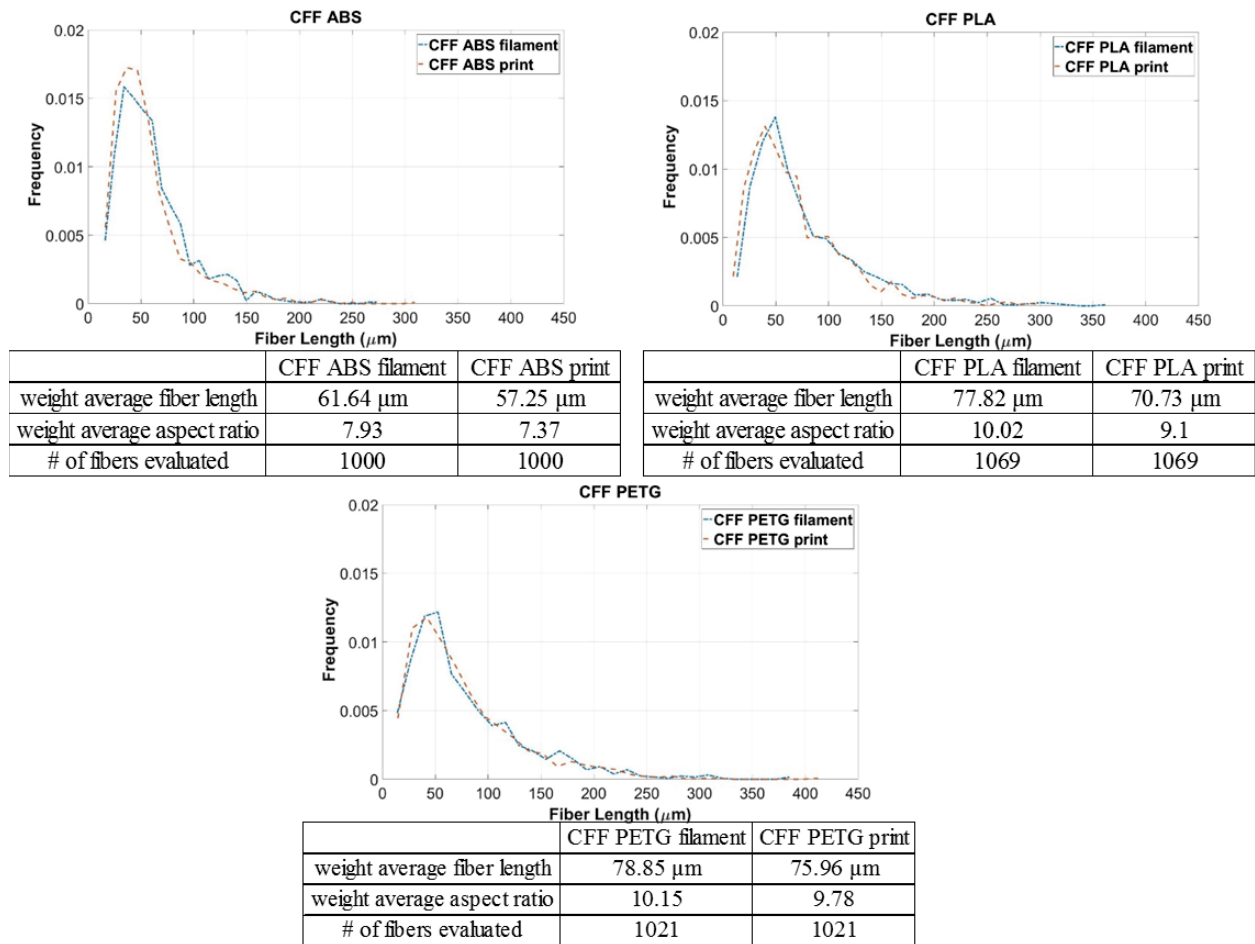 CFF ABS
0.02
0.015
0.01
0.005
0
Frequency
CFF ABS filament
CFF ABS print
0 50 100 150 200 250 300 350 400 450
Fiber Length (μm)
CFF ABS filament CFF ABS print
weight average fiber length 61.64 µm 57.25 µm
weight average aspect ratio 7.93 7.37
# of fibers evaluated 1000 1000
CFF PLA
0.02
0.015
0.01
0.005
0
Frequency
CFF PLA filament
CFF PLA print
0 50 100 150 200 250 300 350 400 450
Fiber Length (μm)
CFF PLA filament CFF PLA print
weight average fiber length 77.82 µm 70.73 µm
weight average aspect ratio 10.02 9.1
# of fibers evaluated 1069 1069
CFF PETG
0.02
0.015
0.01
0.005
0
Frequency
CFF PETG filament
CFF PETG print
0 50 100 150 200 250 300 350 400 450
Fiber Length (μm)
CFF PETG filament CFF PETG print
weight average fiber length 78.85 µm 75.96 µm
weight average aspect ratio 10.15 9.78
# of fibers evaluated 1021 1021